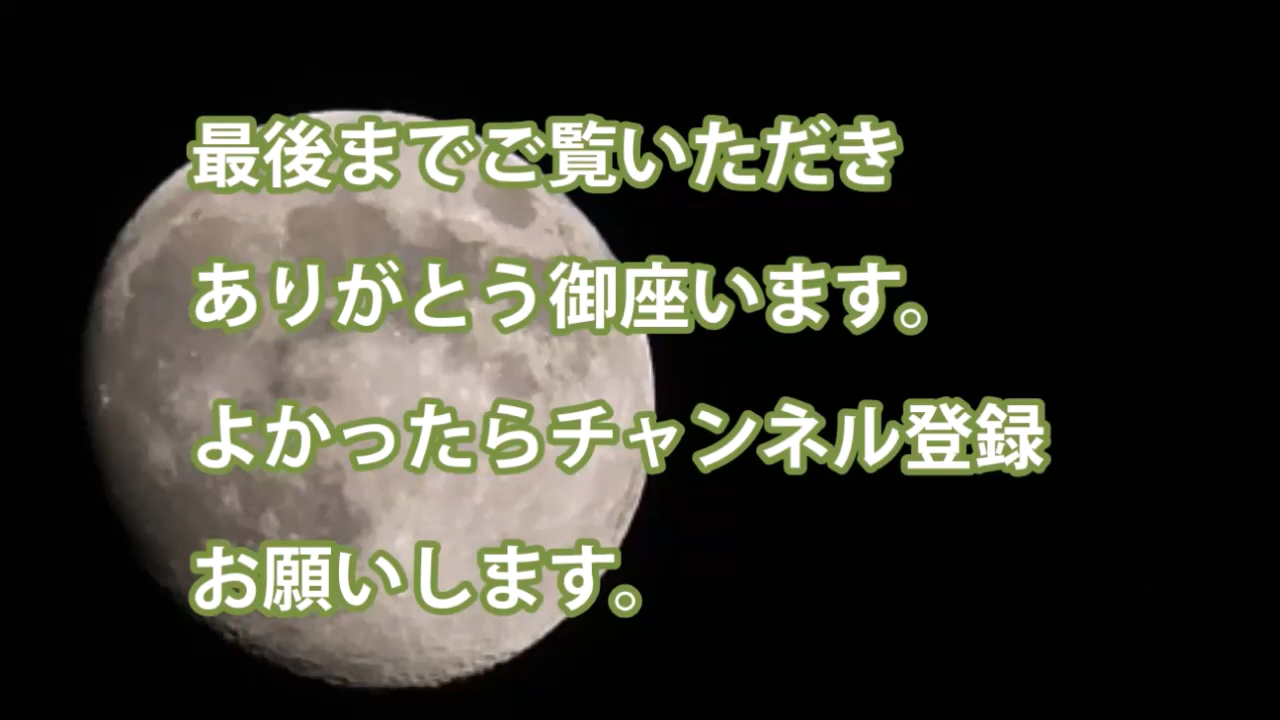 最後までご覧いただき
ありがとう御座います。
よかったらチャンネル登録
お願いします。